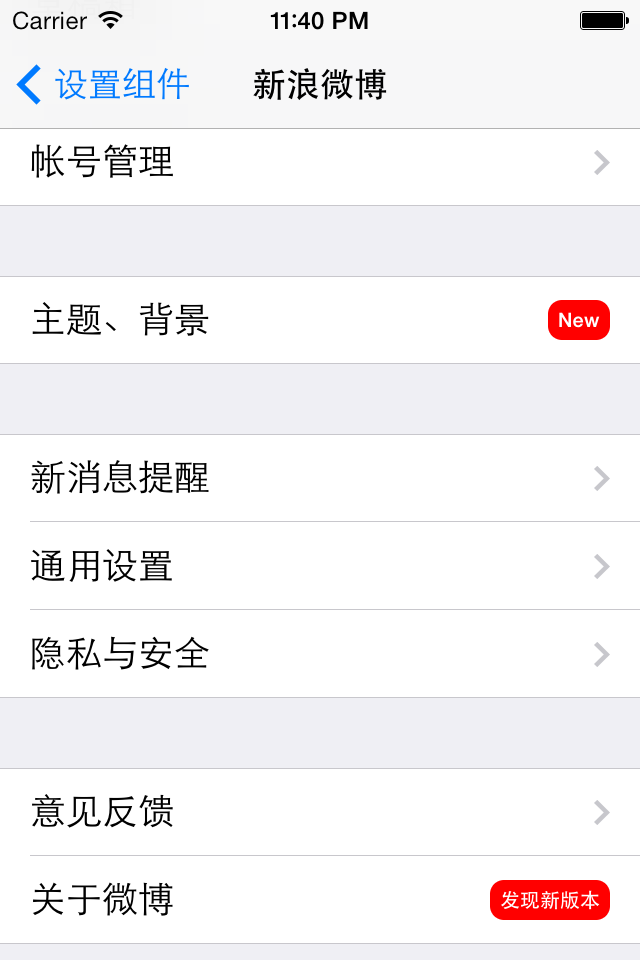 Carrier 11:40 PM
设置组件 新浪微博
帐号管理
主题、背景 New
新消息提醒
通用设置
隐私与安全
意见反馈
关于微博 发现新版本